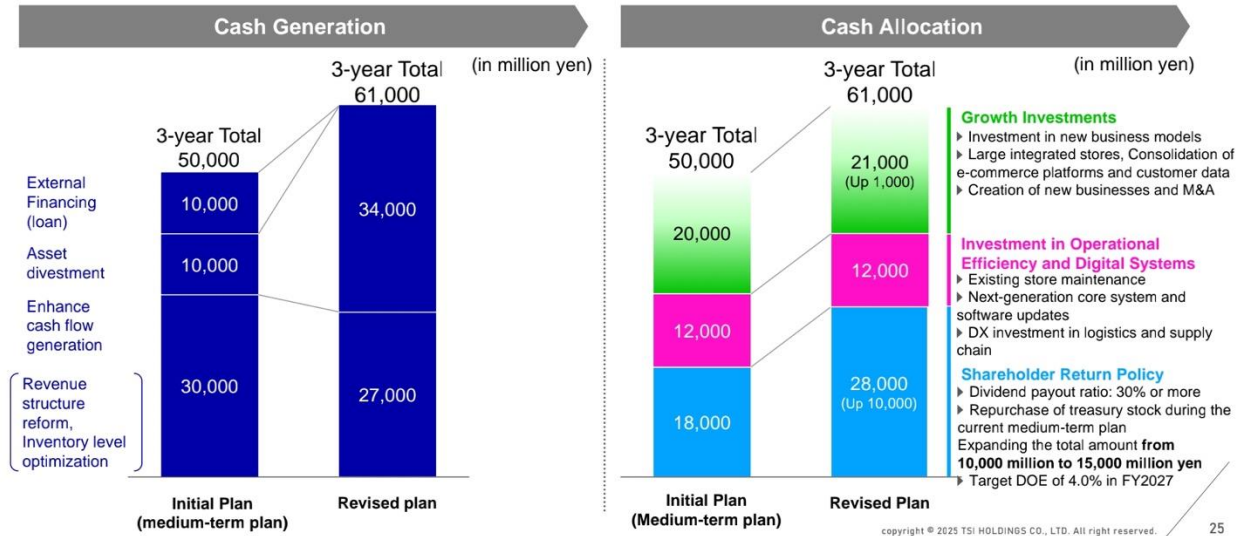 Cash Generation
(in million yen)
3-year Total
61,000
3-year Total
50,000
External
Financing
(loan)
10,000
34,000
Asset
divestment
10,000
Enhance
cash flow
generation
30,000
27,000
Revenue
structure
reform,
Inventory level
optimization
Initial Plan
(medium-term plan)
Revised plan
Cash Allocation
(in million yen)
3-year Total
61,000
3-year Total
50,000
20,000
12,000
18,000
21,000
(Up 1,000)
12,000
28,000
(Up 10,000)
Initial Plan
(Medium-term plan)
Revised Plan
Growth Investments
▶ Investment in new business models
▶ Large integrated stores, Consolidation of
e-commerce platforms and customer data
▶ Creation of new businesses and M&A
Investment in Operational
Efficiency and Digital Systems
▶ Existing store maintenance
▶ Next-generation core system and
software updates
▶ DX investment in logistics and supply
chain
Shareholder Return Policy
▶ Dividend payout ratio: 30% or more
▶ Repurchase of treasury stock during the
current medium-term plan
Expanding the total amount from
10,000 million to 15,000 million yen
▶ Target DOE of 4.0% in FY2027
copyright © 2025 TSI HOLDINGS CO., LTD. All right reserved.
25